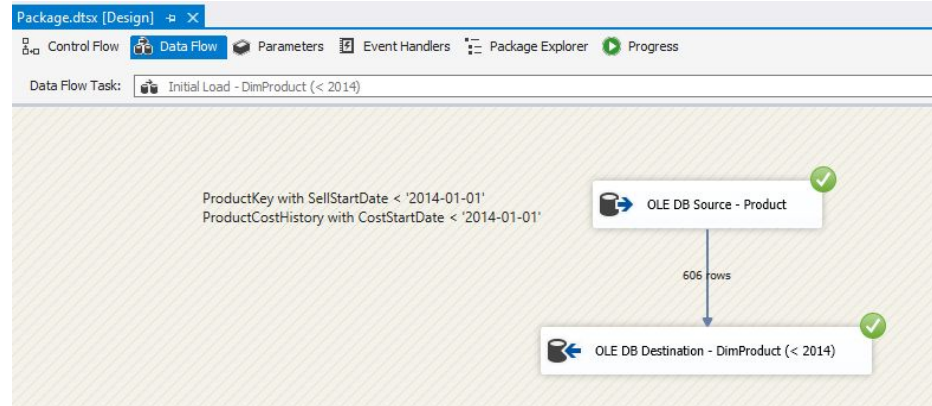 Package.dtsx [Design]
Control Flow Data Flow Parameters Event Handlers Package Explorer Progress
Data Flow Task: Initial Load - DimProduct (< 2014)
ProductKey with SellStartDate < '2014-01-01'
ProductCostHistory with CostStartDate < '2014-01-01'
OLE DB Source - Product
606 rows
OLE DB Destination - DimProduct (< 2014)